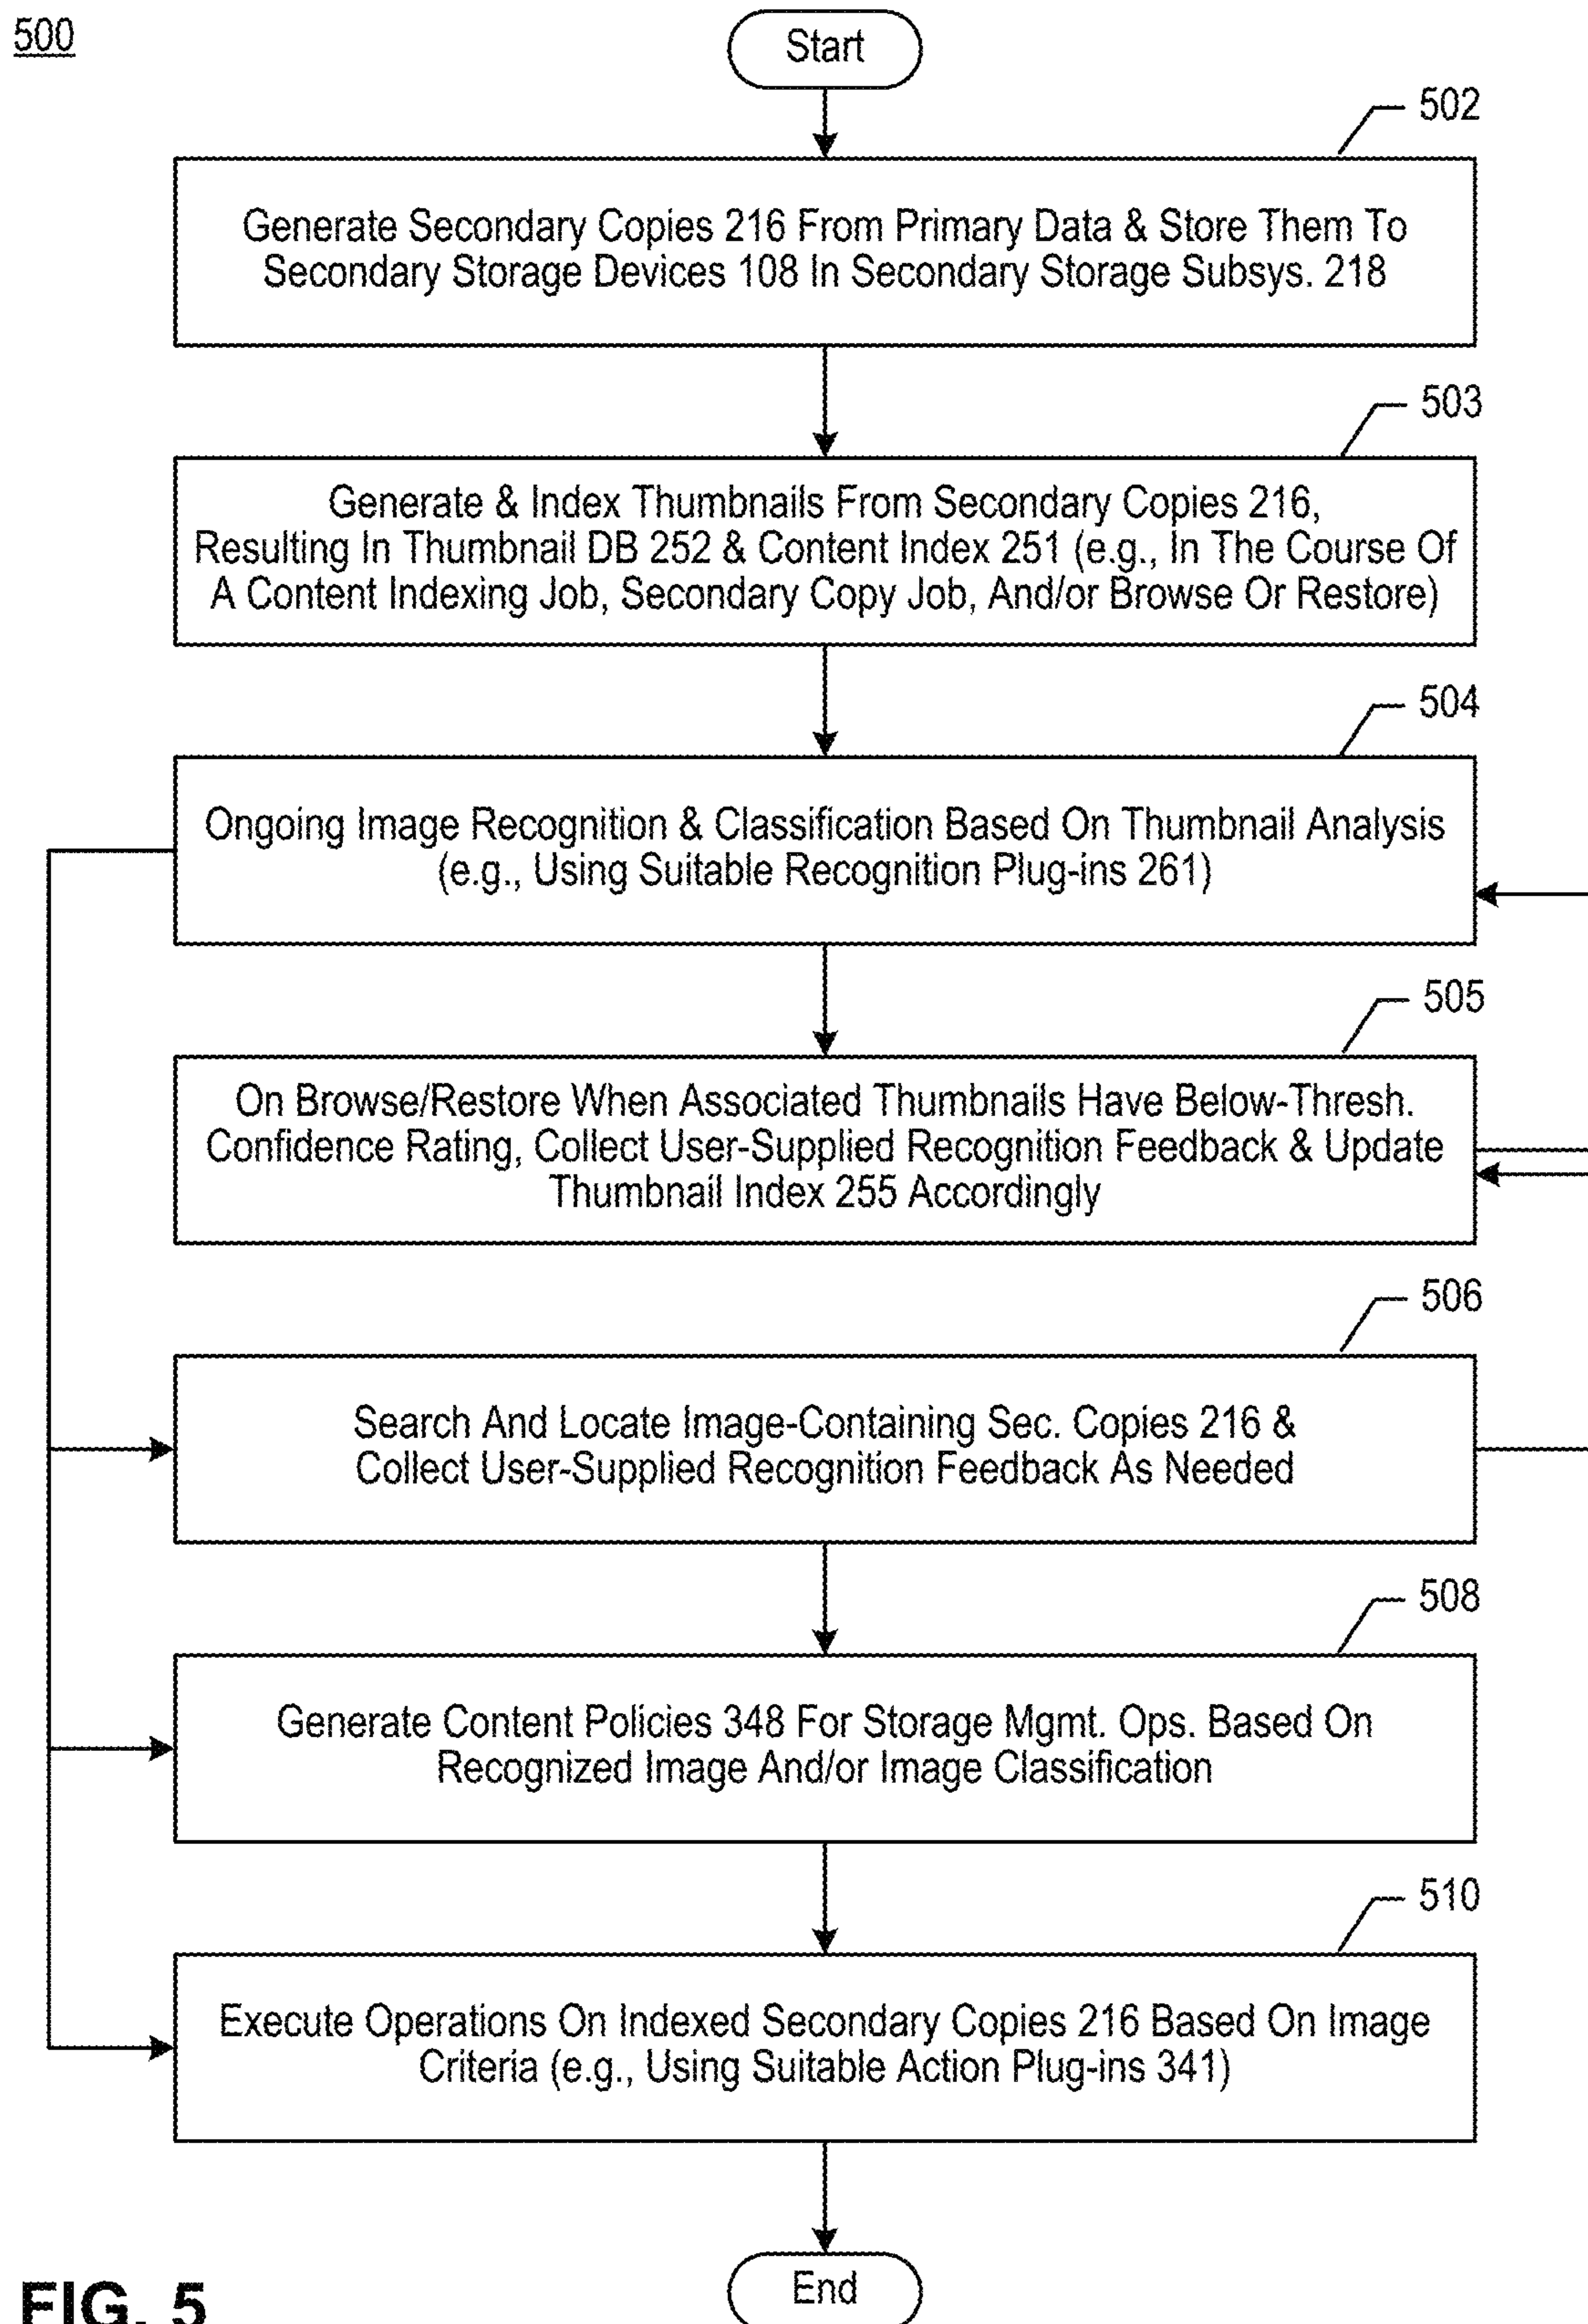 500
Start
502
Generate Secondary Copies 216 From Primary Data & Store Them To
Secondary Storage Devices 108 In Secondary Storage Subsys. 218
503
Generate & Index Thumbnails From Secondary Copies 216,
Resulting In Thumbnail DB 252 & Content Index 251 (e.g., In The Course Of
A Content Indexing Job, Secondary Copy Job, And/or Browse Or Restore)
504
Ongoing Image Recognition & Classification Based On Thumbnail Analysis
(e.g., Using Suitable Recognition Plug-ins 261)
505
On Browse/Restore When Associated Thumbnails Have Below-Thresh.
Confidence Rating, Collect User-Supplied Recognition Feedback & Update
Thumbnail Index 255 Accordingly
506
Search And Locate Image-Containing Sec. Copies 216 &
Collect User-Supplied Recognition Feedback As Needed
508
Generate Content Policies 348 For Storage Mgmt. Ops. Based On
Recognized Image And/or Image Classification
510
Execute Operations On Indexed Secondary Copies 216 Based On Image
Criteria (e.g., Using Suitable Action Plug-ins 341)
End
FIG. 5